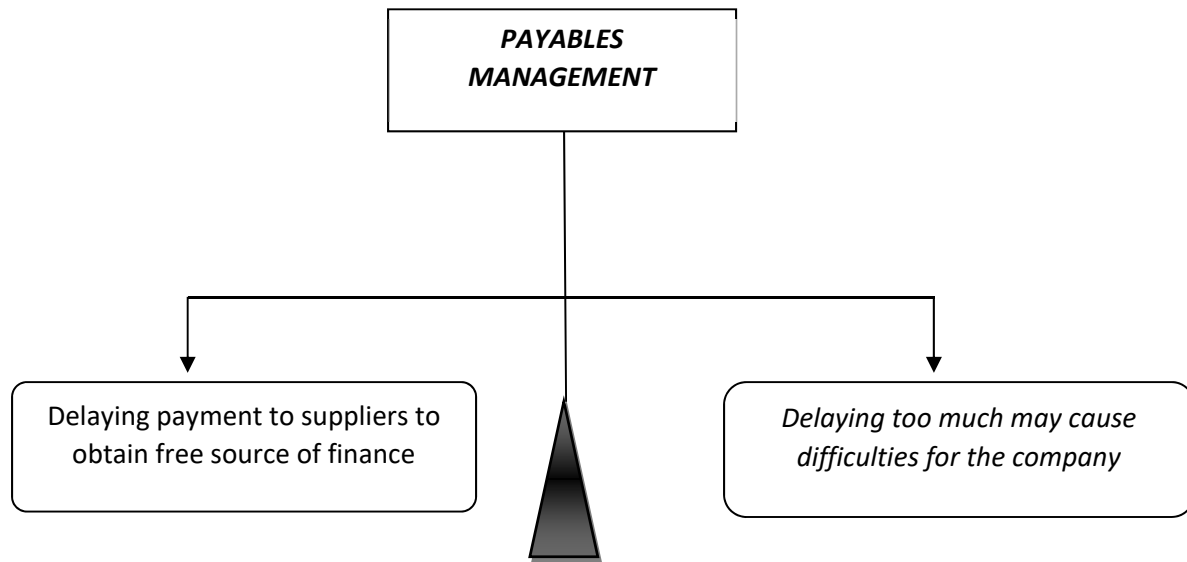 PAYABLES
MANAGEMENT
Delaying payment to suppliers to
obtain free source of finance
Delaying too much may cause
difficulties for the company